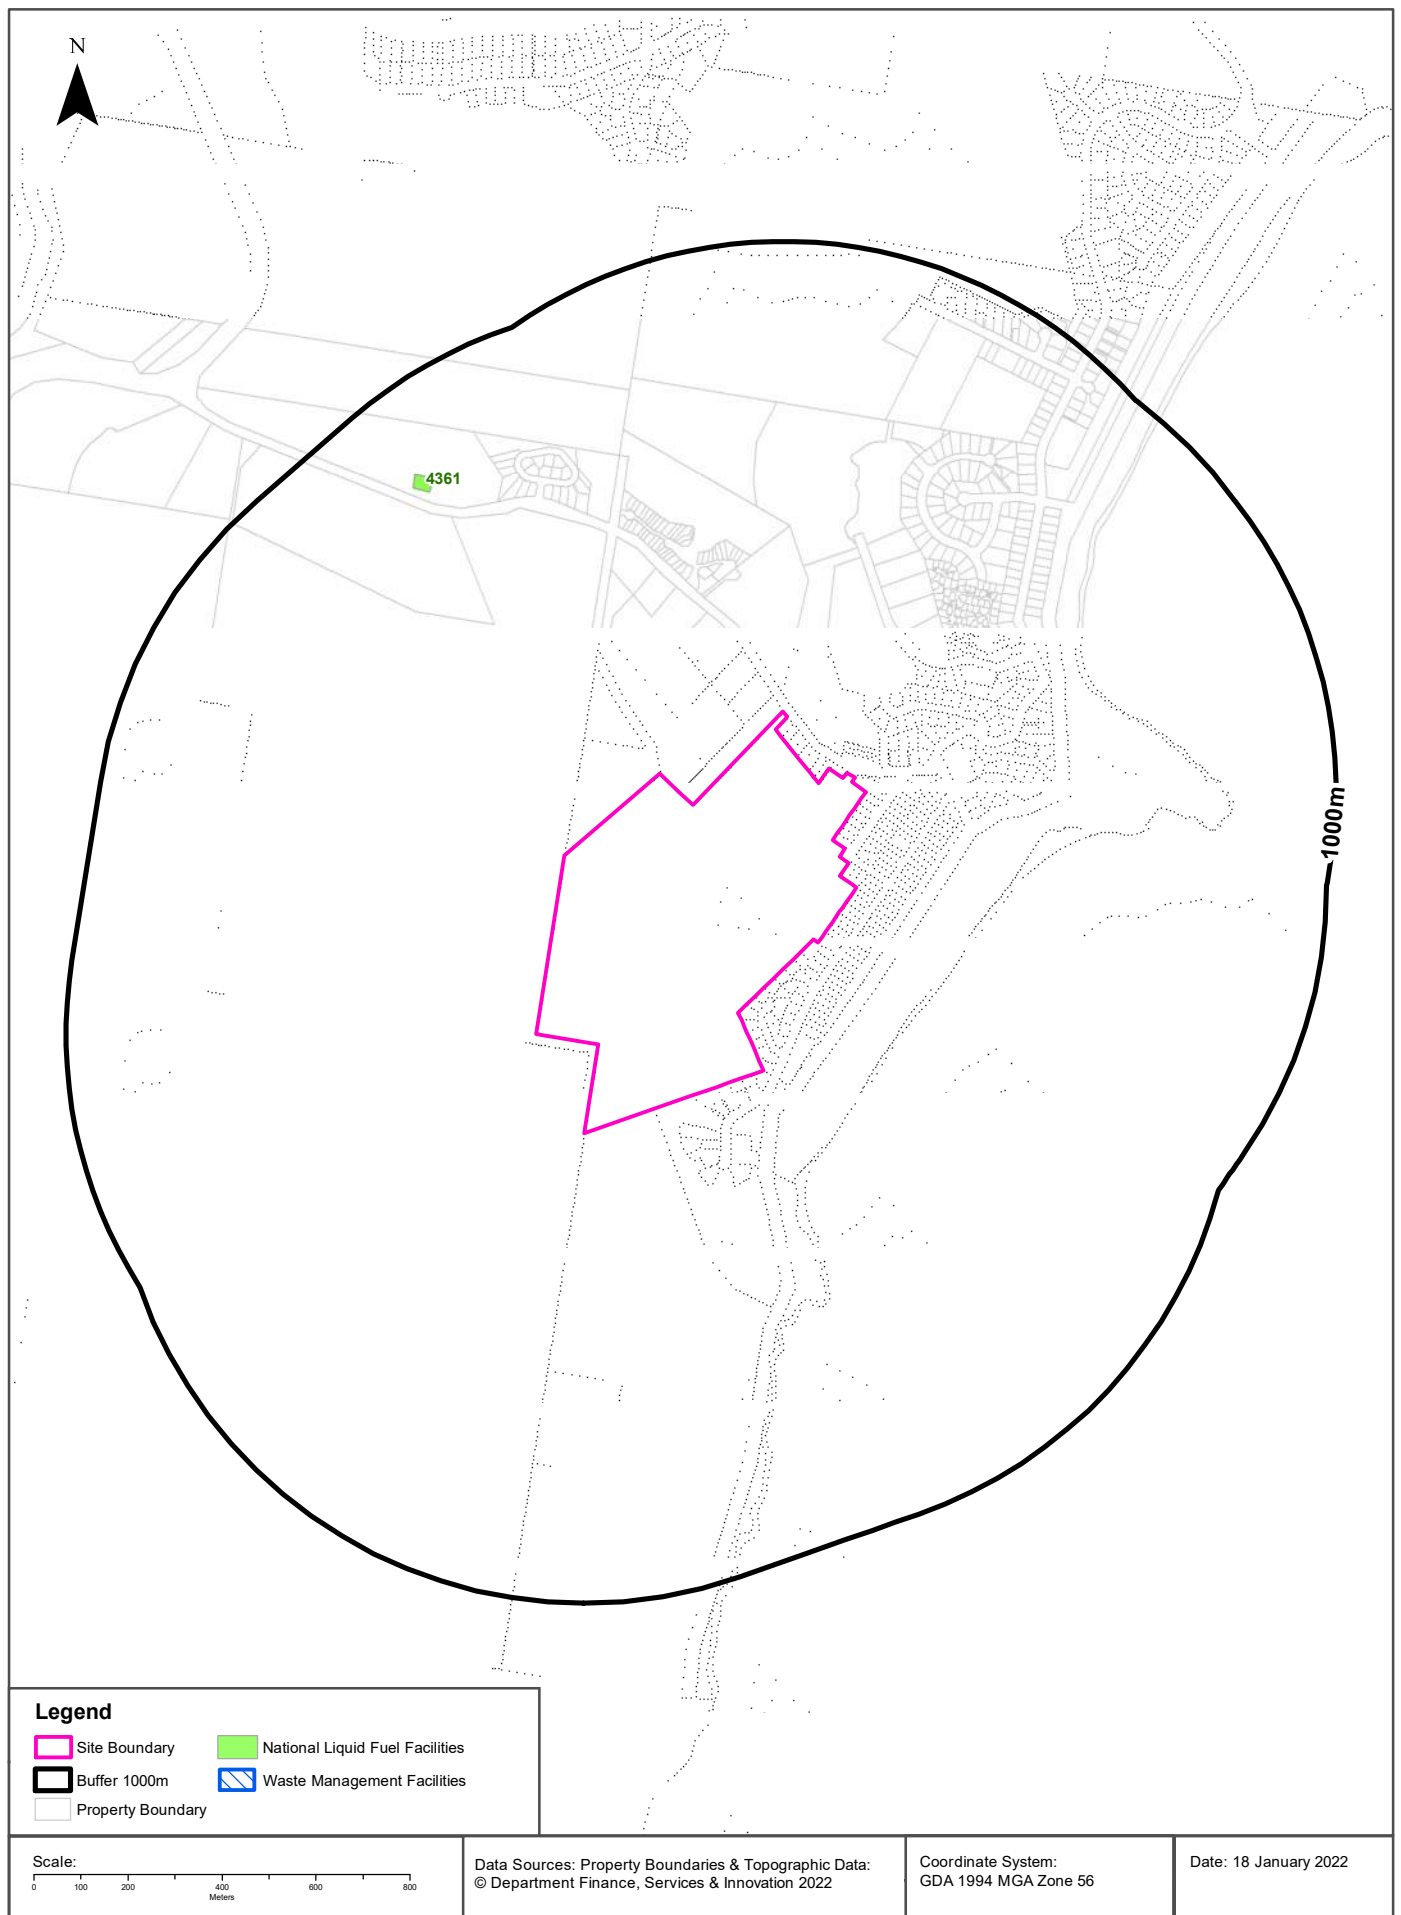 N
4361
1000m
Legend
Site Boundary
National Liquid Fuel Facilities
Buffer 1000m
Waste Management Facilities
Property Boundary
Scale:
0 100 200 400 600 800
Meters
Data Sources: Property Boundaries & Topographic Data:
© Department Finance, Services & Innovation 2022
Coordinate System:
GDA 1994 MGA Zone 56
Date: 18 January 2022